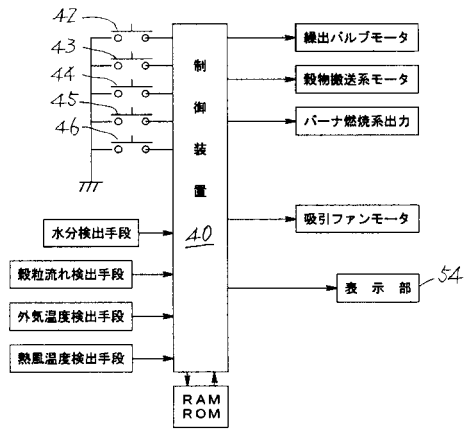 42
43
44
45
46
制御装置
40
繰出バルブモータ
穀物搬送系モータ
バーナ燃焼系出力
吸引ファンモータ
表示部
54
水分検出手段
穀粒流れ検出手段
外気温度検出手段
熱風温度検出手段
RAM
ROM